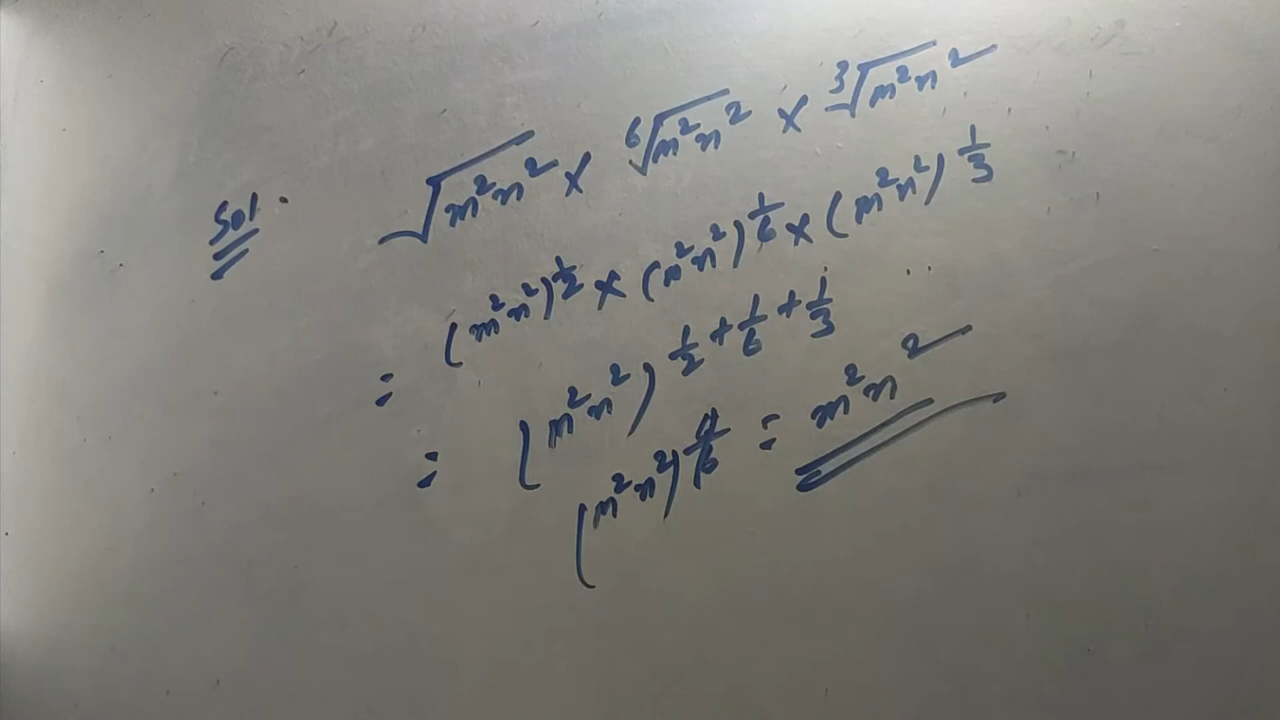 Sol. √m²n² × ⁶√m²n² × ³√m²n²
= (m²n²)^(1/2) × (m²n²)^(1/6) × (m²n²)^(1/3)
= (m²n²)^(1/2 + 1/6 + 1/3)
(m²n²)^(6/6) = m²n²